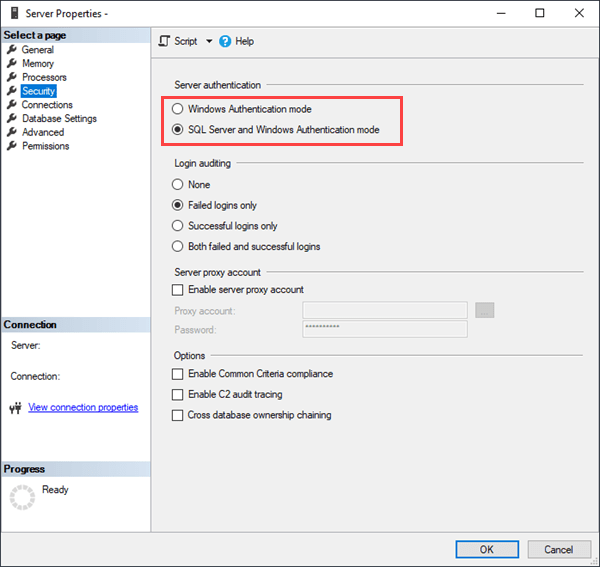 Server Properties -
Select a page
General
Memory
Processors
Security
Connections
Database Settings
Advanced
Permissions
Connection
Server:
Connection:
View connection properties
Progress
Ready
Script
Help
Server authentication
Windows Authentication mode
SQL Server and Windows Authentication mode
Login auditing
None
Failed logins only
Successful logins only
Both failed and successful logins
Server proxy account
Enable server proxy account
Proxy account:
...
Password:
**********
Options
Enable Common Criteria compliance
Enable C2 audit tracing
Cross database ownership chaining
OK
Cancel